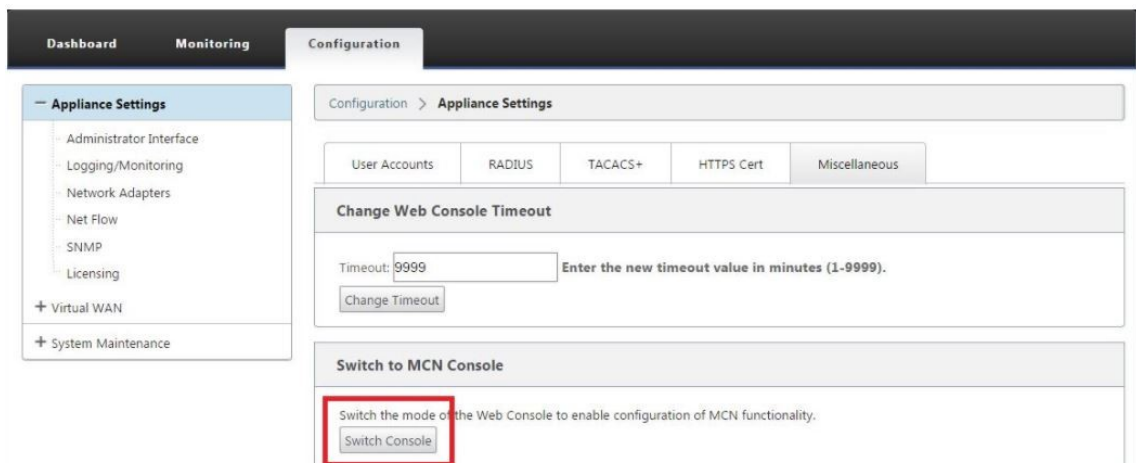 Dashboard Monitoring Configuration
− Appliance Settings
Administrator Interface
Logging/Monitoring
Network Adapters
Net Flow
SNMP
Licensing
+ Virtual WAN
+ System Maintenance
Configuration > Appliance Settings
User Accounts RADIUS TACACS+ HTTPS Cert Miscellaneous
Change Web Console Timeout
Timeout: 9999 Enter the new timeout value in minutes (1-9999).
Change Timeout
Switch to MCN Console
Switch the mode of the Web Console to enable configuration of MCN functionality.
Switch Console